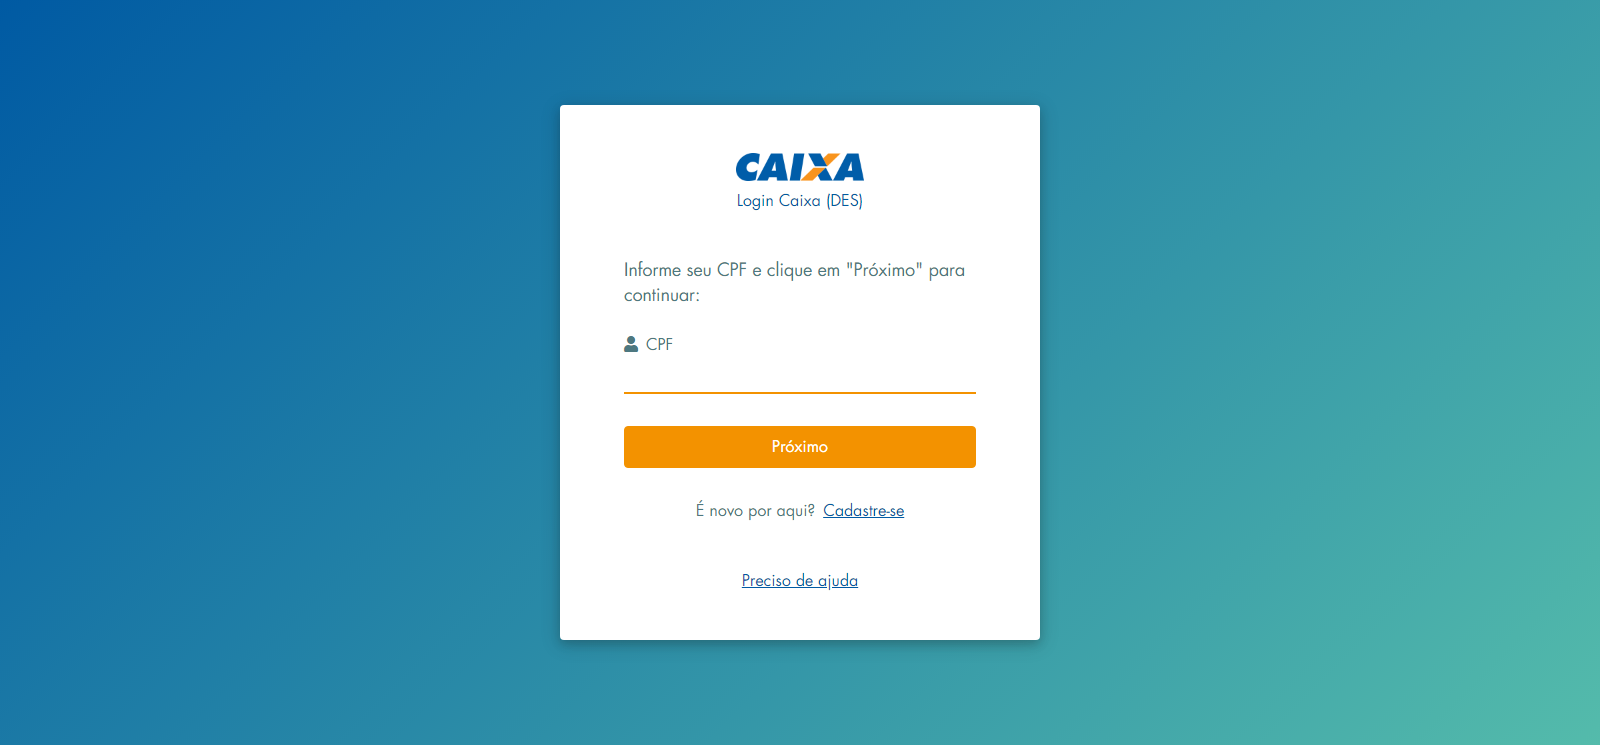 CAIXA
Login Caixa (DES)
Informe seu CPF e clique em "Próximo" para
continuar:
CPF
Próximo
É novo por aqui? Cadastre-se
Preciso de ajuda